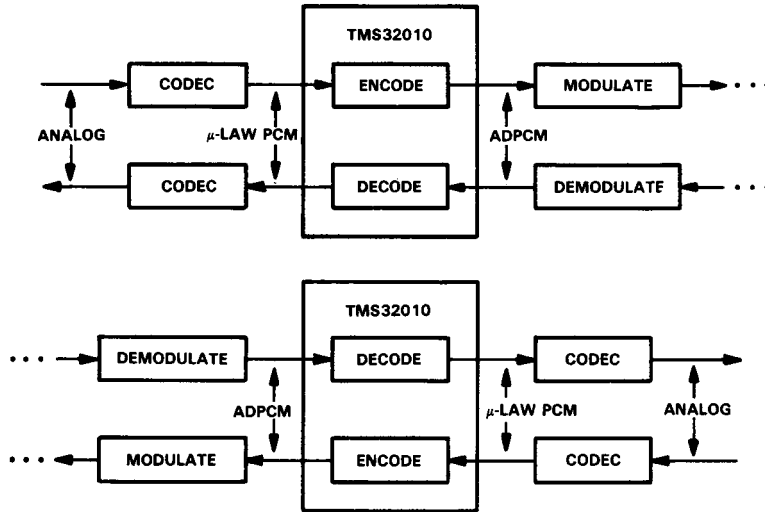 TMS32010
CODEC
ENCODE
MODULATE
• • •
ANALOG
μ-LAW PCM
ADPCM
CODEC
DECODE
DEMODULATE
• • •
TMS32010
• • •
DEMODULATE
DECODE
CODEC
ADPCM
μ-LAW PCM
ANALOG
• • •
MODULATE
ENCODE
CODEC